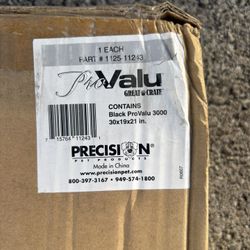 1 EACH
PART # 1125-11243
ProValu
GREAT CRATE
CONTAINS
Black ProValu 3000
30x19x21 in.
7 15764 11243 1
PRECISION
PET PRODUCTS
Made in China
www.precisionpet.com
800-397-3167 • 949-574-1800